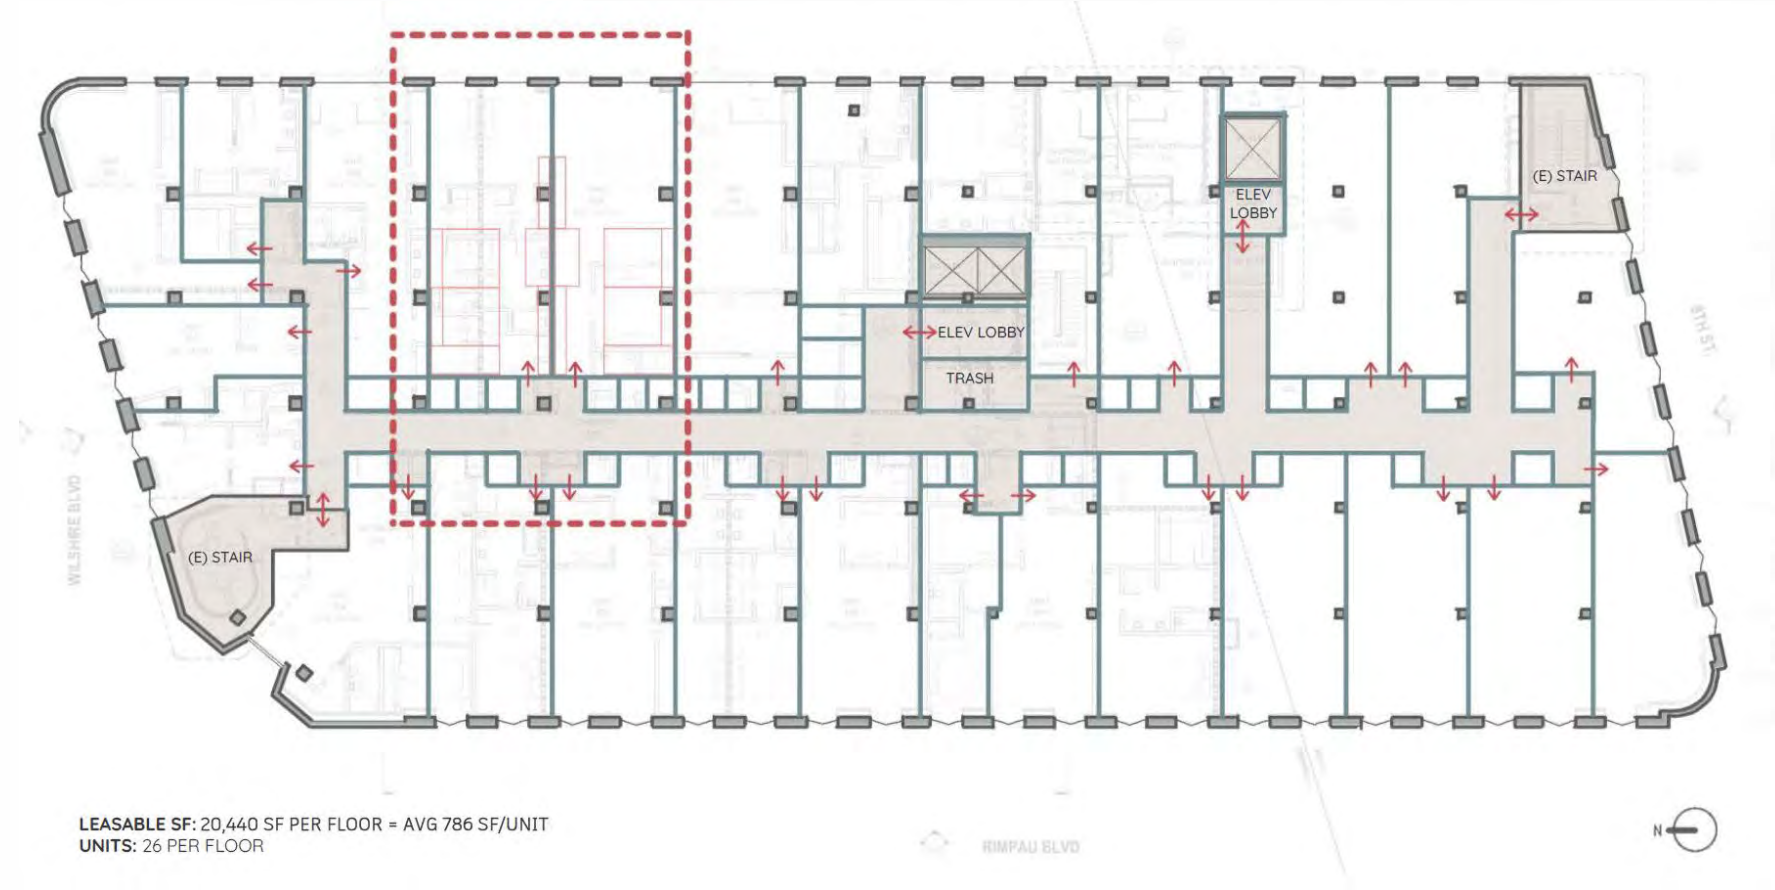 (E) STAIR
ELEV
LOBBY
ELEV LOBBY
TRASH
8TH ST.
WILSHIRE BLVD
(E) STAIR
LEASABLE SF: 20,440 SF PER FLOOR = AVG 786 SF/UNIT
UNITS: 26 PER FLOOR
RIMPAU BLVD
N